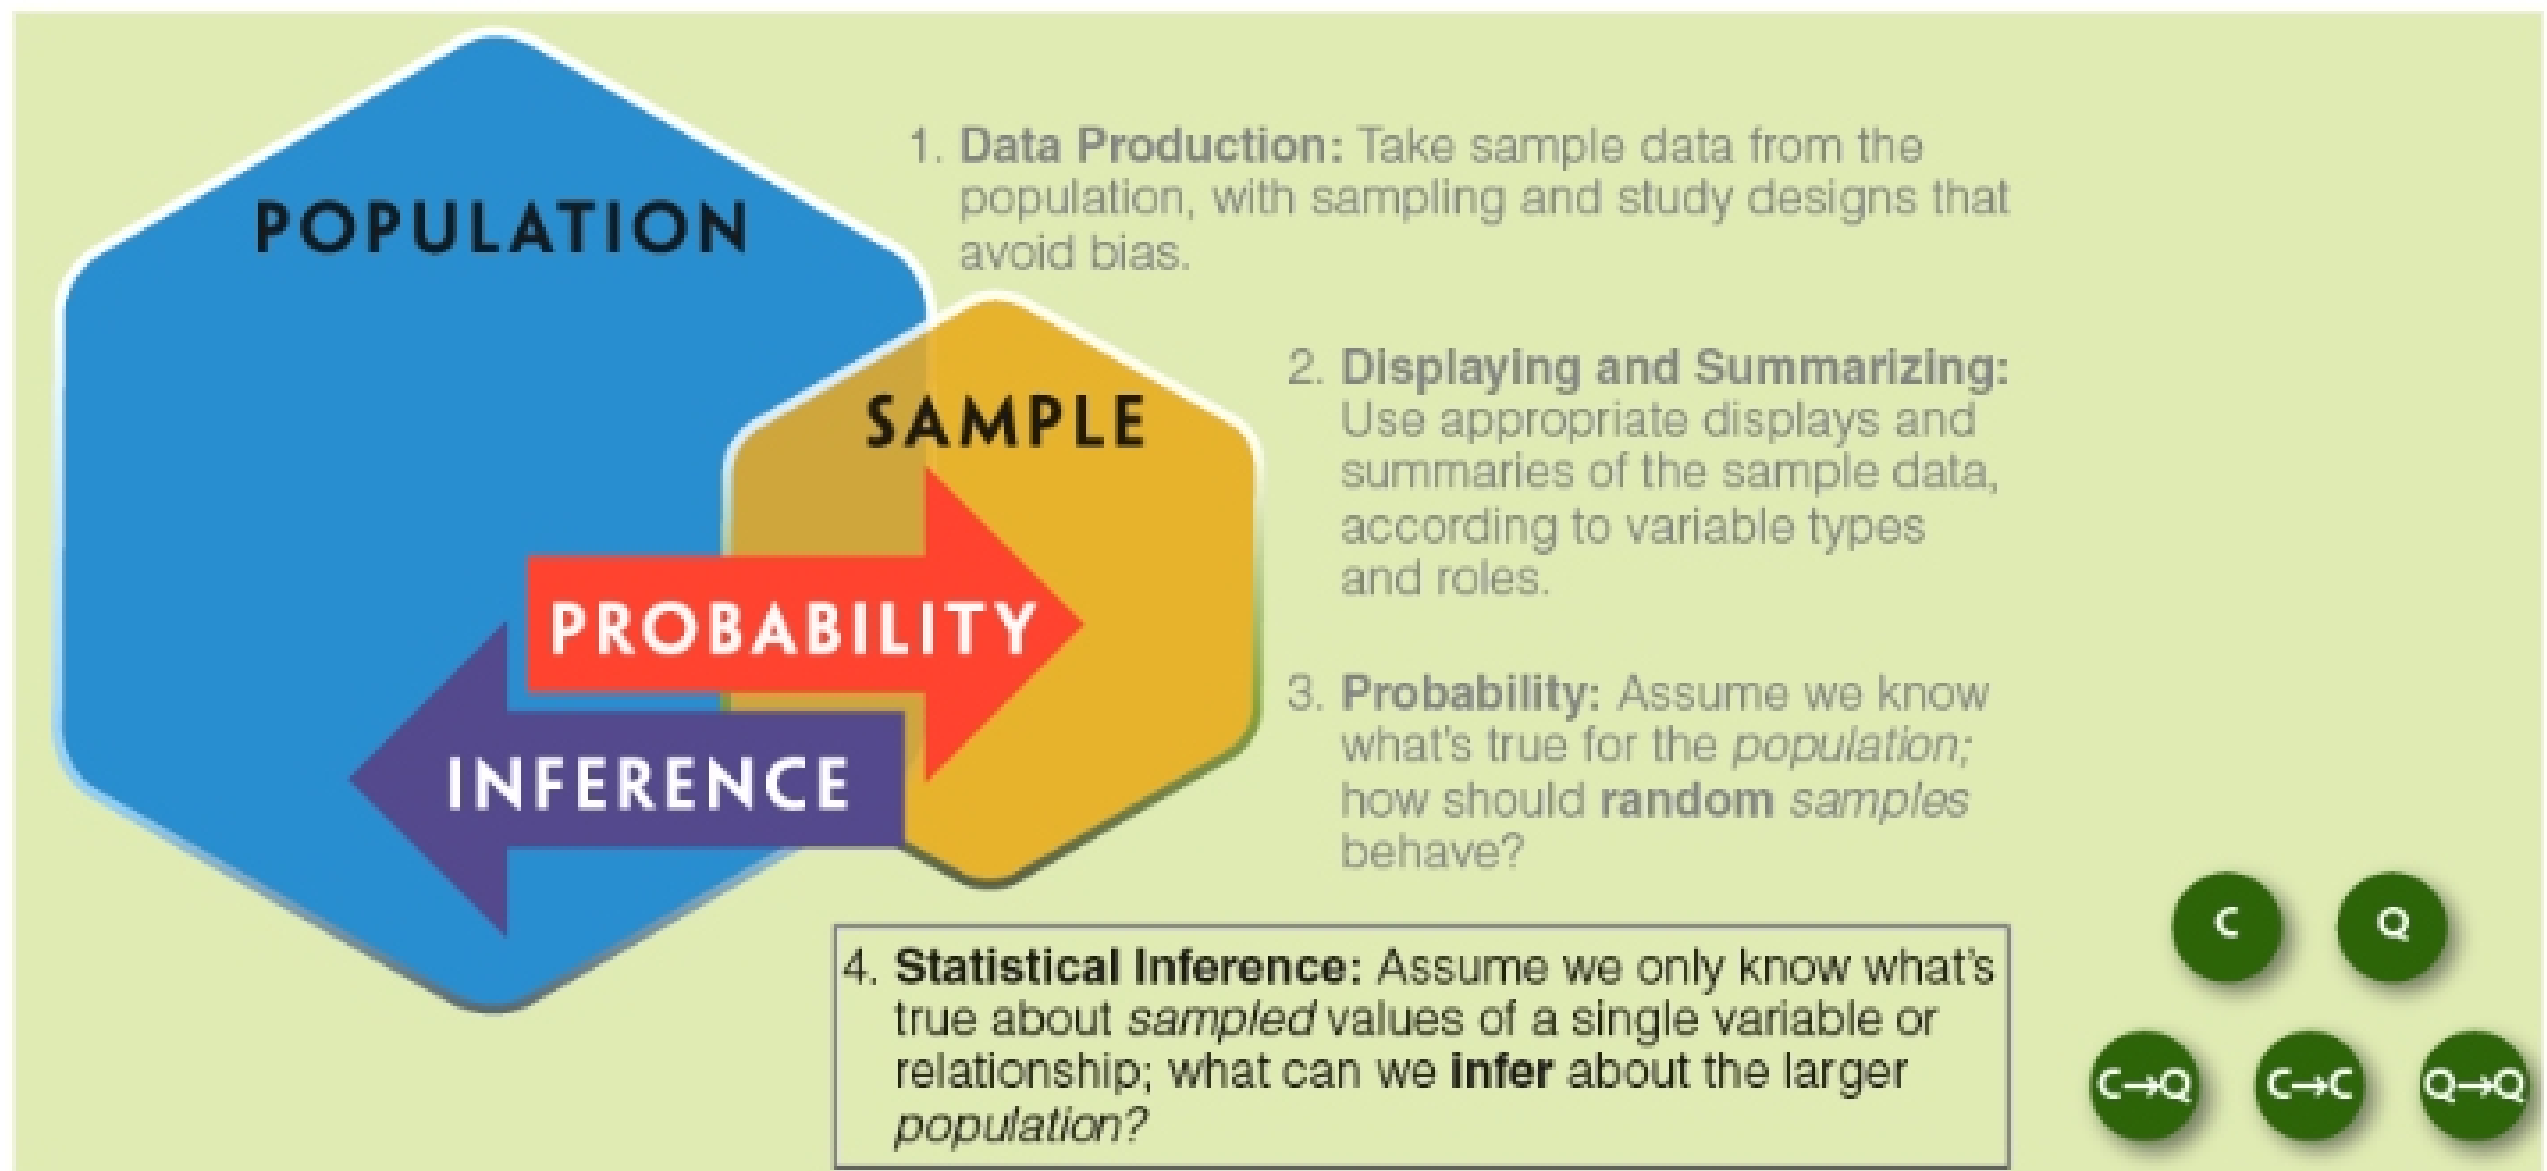 POPULATION
SAMPLE
PROBABILITY
INFERENCE
1. Data Production: Take sample data from the
population, with sampling and study designs that
avoid bias.
2. Displaying and Summarizing:
Use appropriate displays and
summaries of the sample data,
according to variable types
and roles.
3. Probability: Assume we know
what's true for the population;
how should random samples
behave?
4. Statistical Inference: Assume we only know what's
true about sampled values of a single variable or
relationship; what can we infer about the larger
population?
C Q
C→Q C→C Q→Q